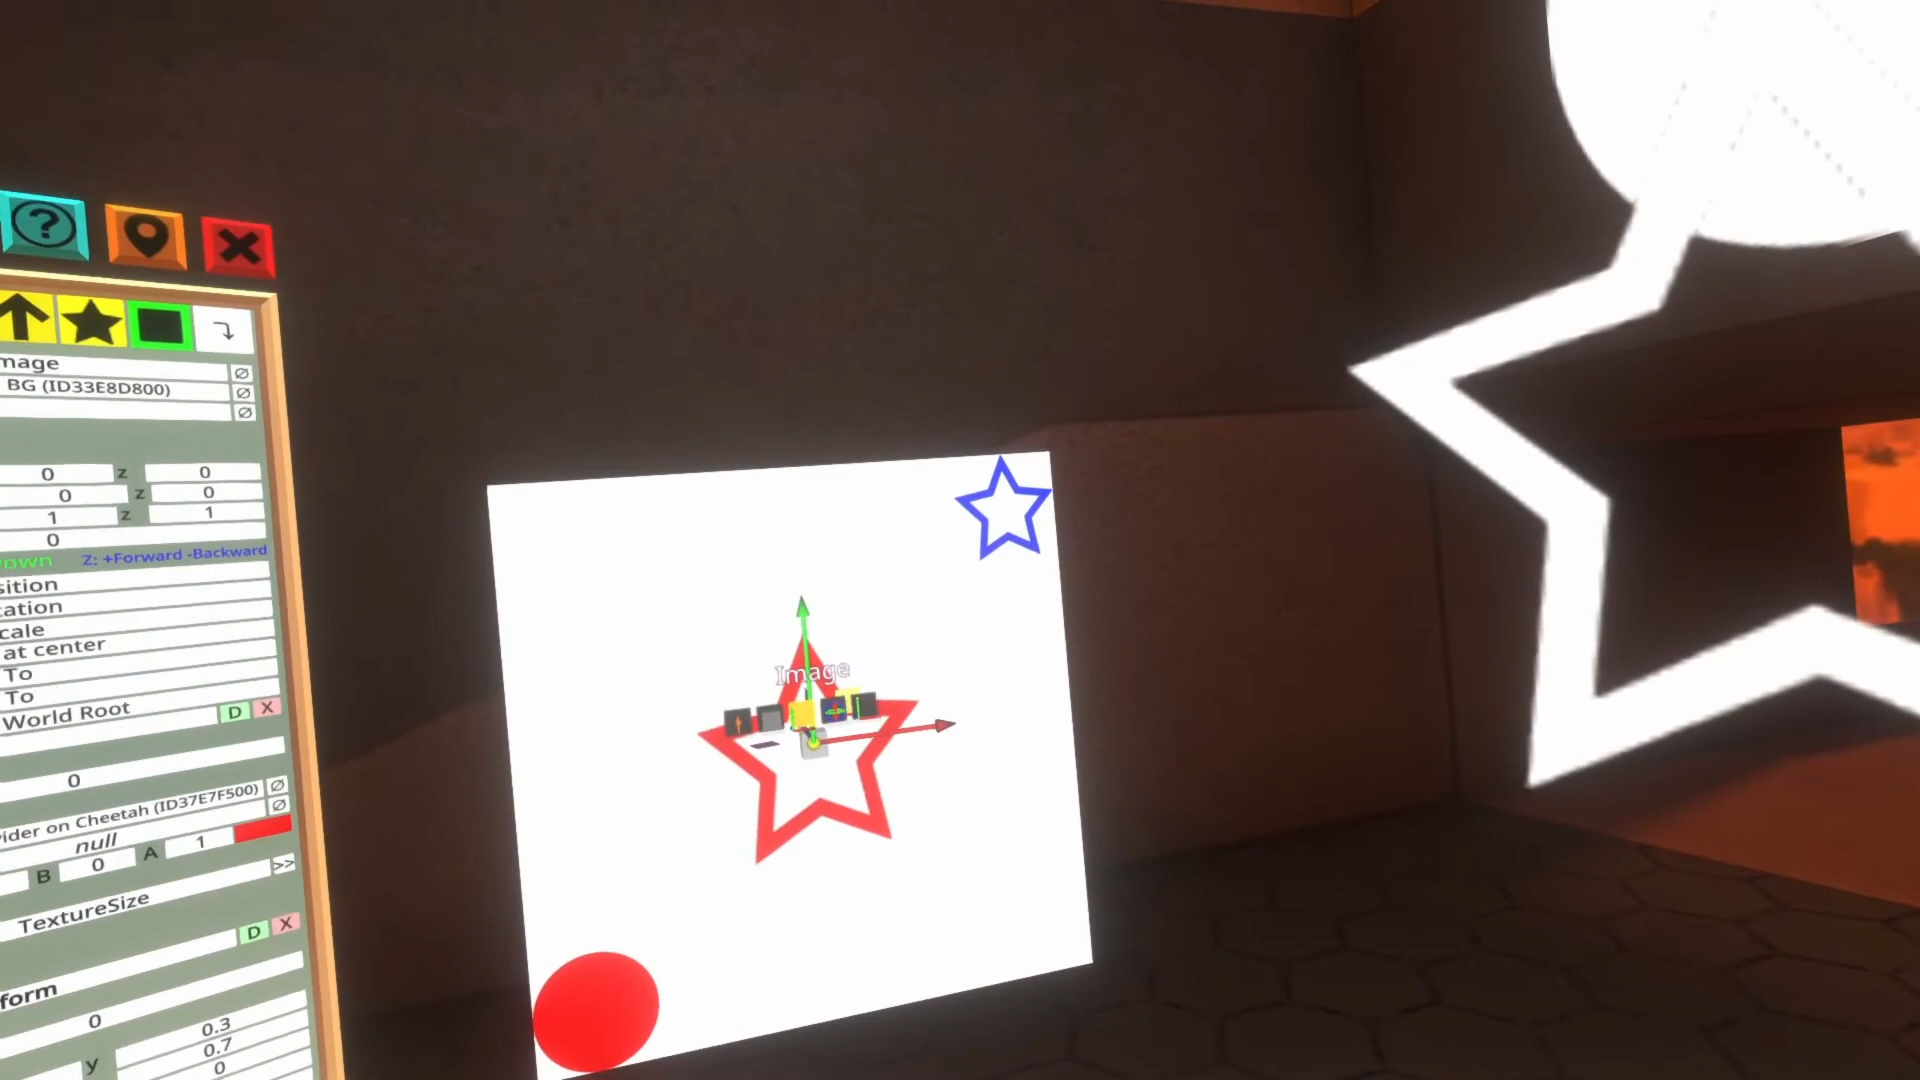 ?
mage
BG (ID33E8D800)
0 z 0
0 z 0
1 z 1
0
own Z: +Forward -Backward
sition
ation
cale
at center
To
To
World Root D X
0
ider on Cheetah (ID37E7F500)
null
B 0 A 1
>>
TextureSize
D X
form
0
0.3
y 0.7
0
Image